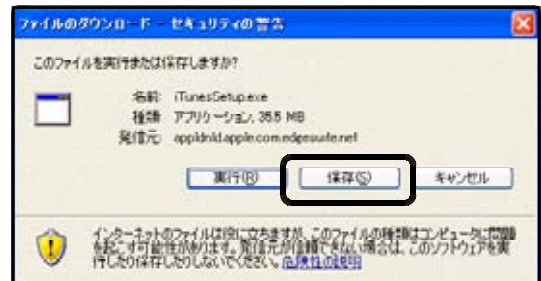 ファイルのダウンロード - セキュリティの警告
このファイルを実行または保存しますか?
名前: iTunesSetup.exe
種類: アプリケーション, 35.5 MB
発信元: appldnld.apple.com.edgesuite.net
実行(R)
保存(S)
キャンセル
インターネットのファイルは役に立ちますが、このファイルの種類はコンピュータに問題
を起こす可能性があります。発信元が信頼できない場合は、このソフトウェアを実
行したり保存したりしないでください。危険性の説明